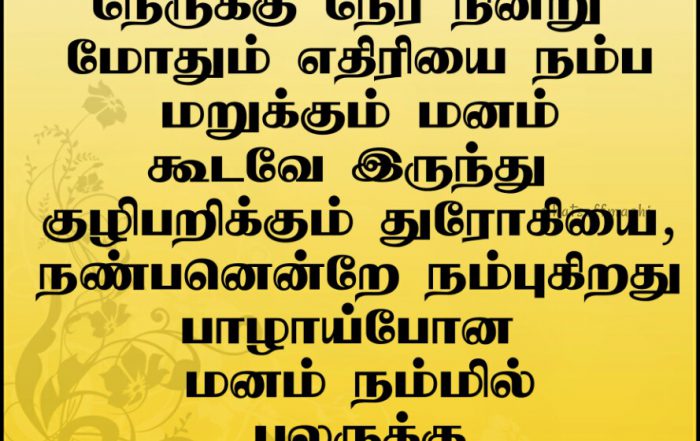 நேருக்கு நேர் நின்று
மோதும் எதிரியை நம்ப
மறுக்கும் மனம்
கூடவே இருந்து
குழிபறிக்கும் துரோகியை,
நண்பனென்றே நம்புகிறது
பாழாய்போன
மனம் நம்மில்
பலருக்கு